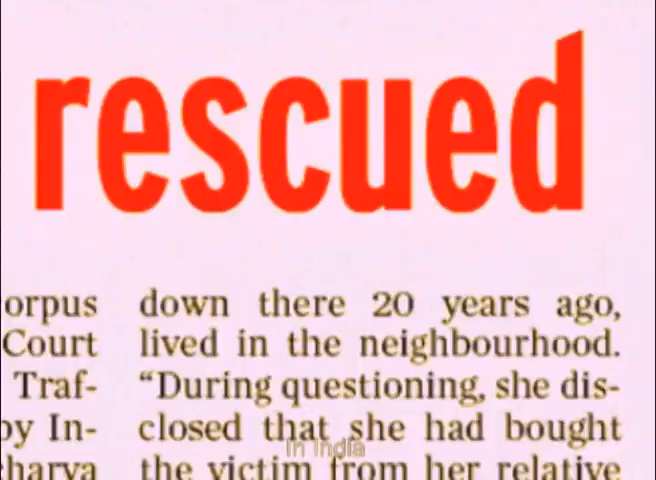 rescued
orpus
Court
Traf-
by In-
harya
down there 20 years ago,
lived in the neighbourhood.
“During questioning, she dis-
closed that she had bought
the victim from her relative
In India